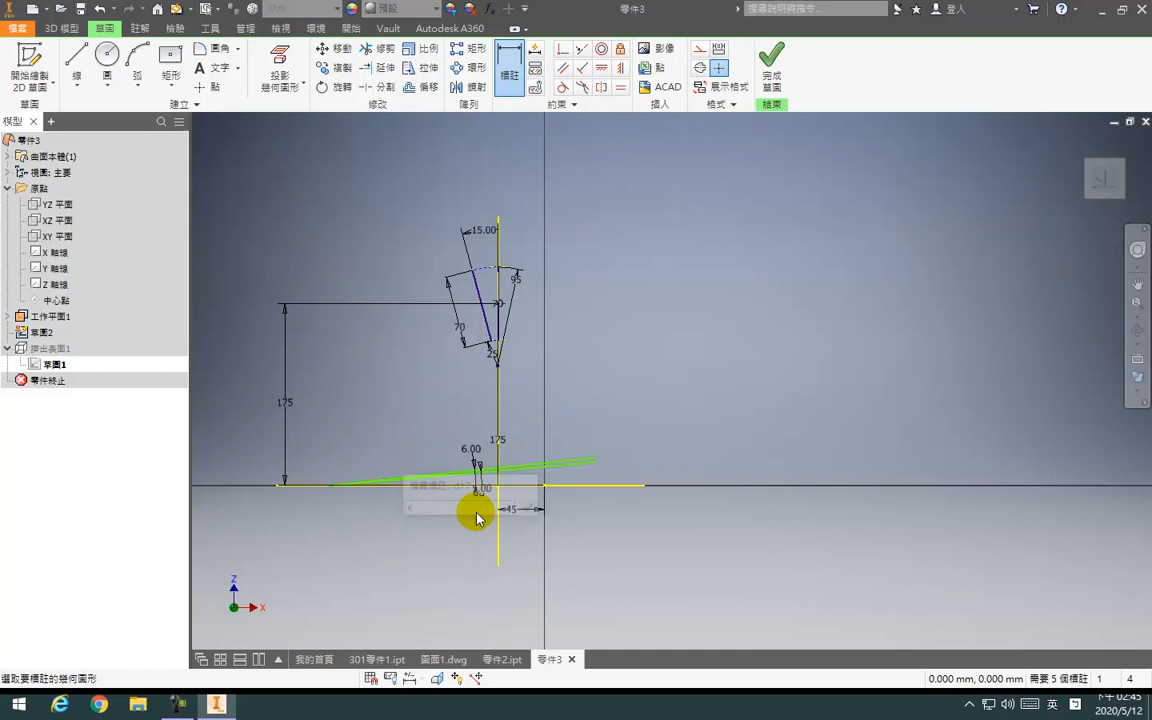 預設
零件3
搜尋說明與指令...
登入
檔案
3D 模型
草圖
註解
檢驗
工具
管理
檢視
環境
開始
Vault
Autodesk A360
開始繪製
2D 草圖
線
圓
弧
矩形
圓角
文字
點
投影
幾何圖形
移動
複製
旋轉
修剪
延伸
分割
比例
拉伸
偏移
矩形
環形
鏡射
標註
影像
點
ACAD
展示格式
完成
草圖
草圖
建立
修改
陣列
約束
插入
格式
結束
模型
零件3
曲面本體(1)
視圖: 主要
原點
YZ 平面
XZ 平面
XY 平面
X 軸線
Y 軸線
Z 軸線
中心點
工作平面1
草圖2
擠出表面1
草圖1
零件終止
15.00
95
70
70
25
175
175
6.00
45
Z
X
我的首頁
301零件1.ipt
圖面1.dwg
零件2.ipt
零件3
選取要標註的幾何圖形
0.000 mm, 0.000 mm
需要 5 個標註
1
4
英
下午 02:45
2020/5/12